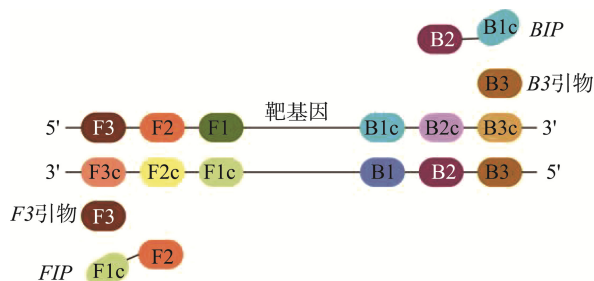 B2 B1c BIP
B3 B3引物
靶基因
5' F3 F2 F1 B1c B2c B3c 3'
3' F3c F2c F1c B1 B2 B3 5'
F3引物 F3
FIP F1c F2